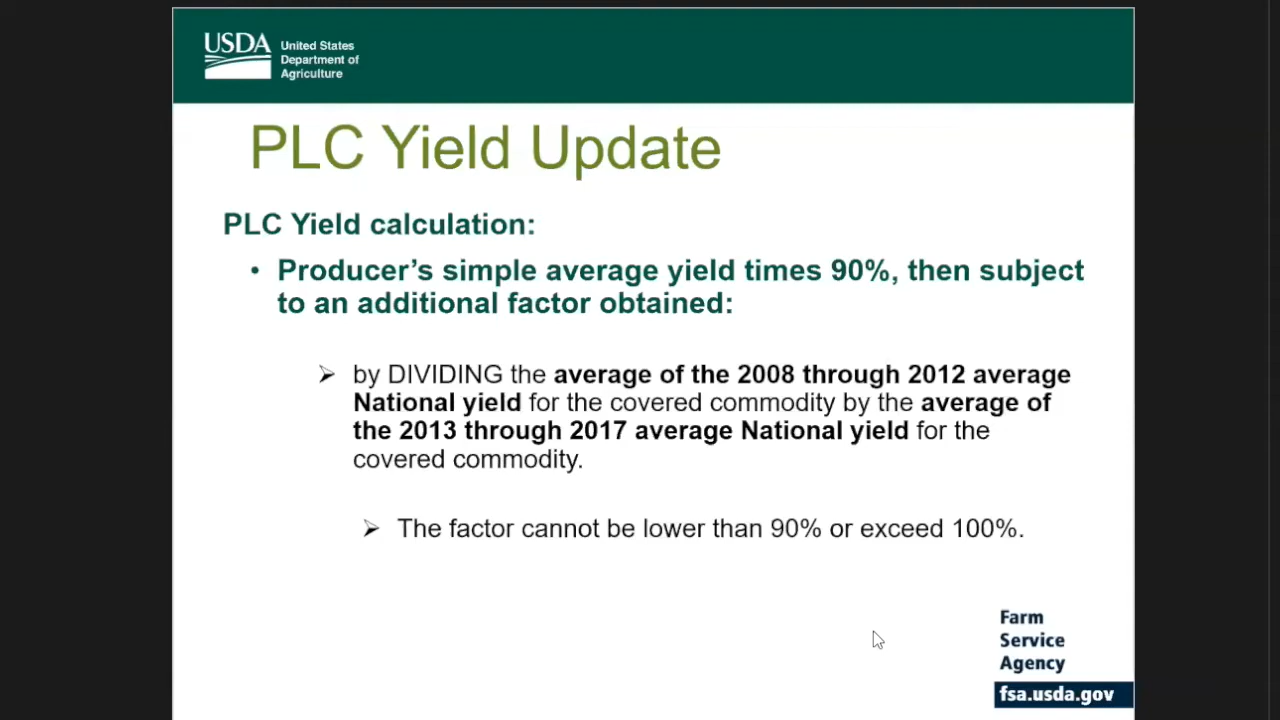 USDA
United States
Department of
Agriculture
PLC Yield Update
PLC Yield calculation:
• Producer’s simple average yield times 90%, then subject
to an additional factor obtained:
➢ by DIVIDING the average of the 2008 through 2012 average
National yield for the covered commodity by the average of
the 2013 through 2017 average National yield for the
covered commodity.
➢ The factor cannot be lower than 90% or exceed 100%.
Farm
Service
Agency
fsa.usda.gov